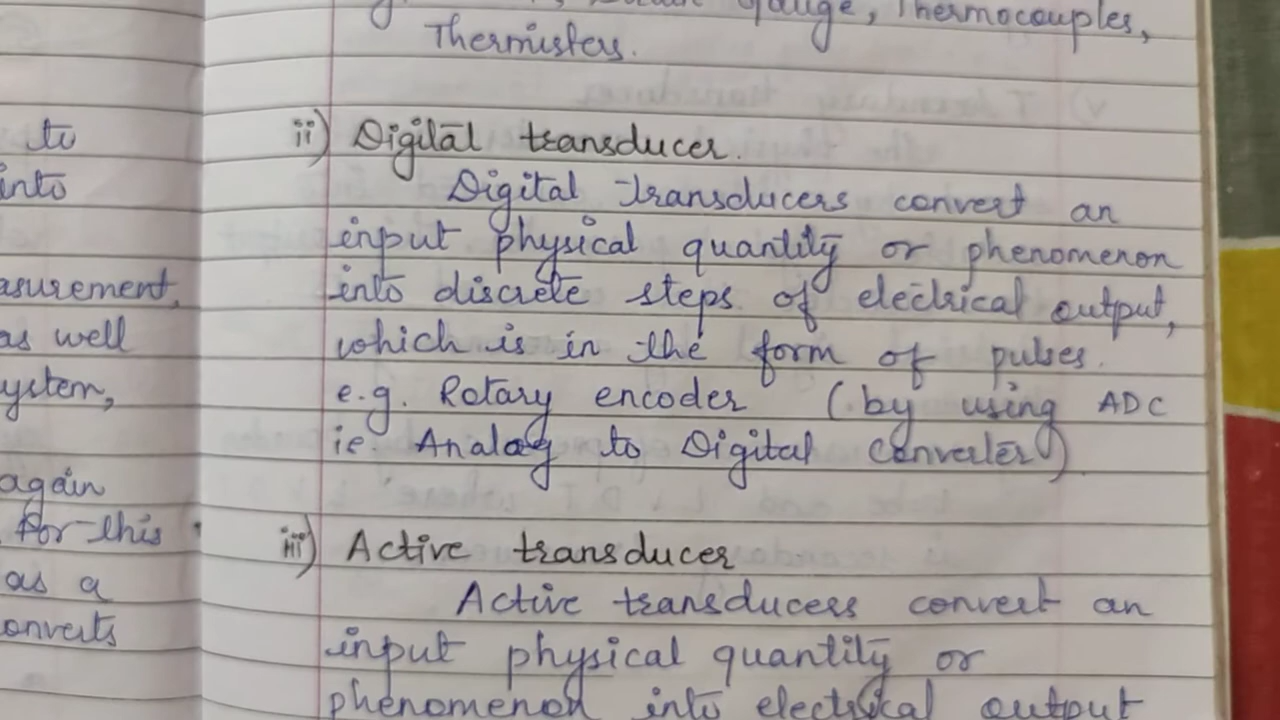 to
into
asurement,
as well
ystem,
again
For this
as a
onverts
Gauge, Thermocouples,
Thermisters.
ii) Digital transducer.
Digital transducers convert an
input physical quantity or phenomenon
into discrete steps of electrical output,
which is in the form of pulses.
e.g. Rotary encoder (by using ADC
ie. Analog to Digital Converter)
iii) Active transducer
Active transducers convert an
input physical quantity or
phenomenon into electrical output